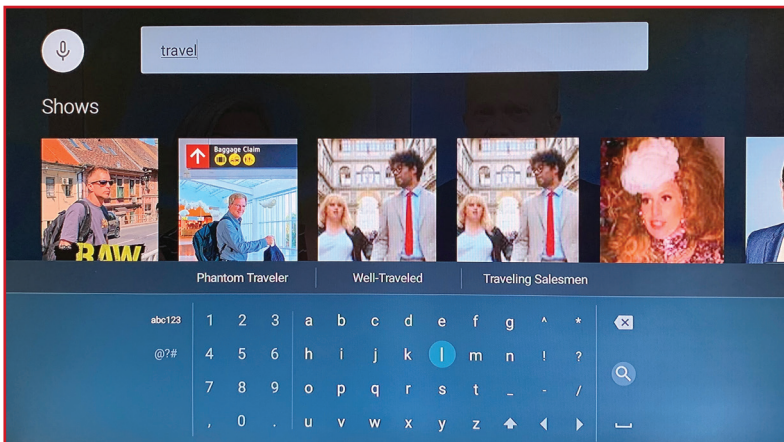 travel
Shows
Baggage Claim
RAW
Phantom Traveler Well-Traveled Traveling Salesmen
abc123 1 2 3 a b c d e f g ^ *
@?# 4 5 6 h i j k l m n ! ?
7 8 9 o p q r s t _ - /
, 0 . u v w x y z